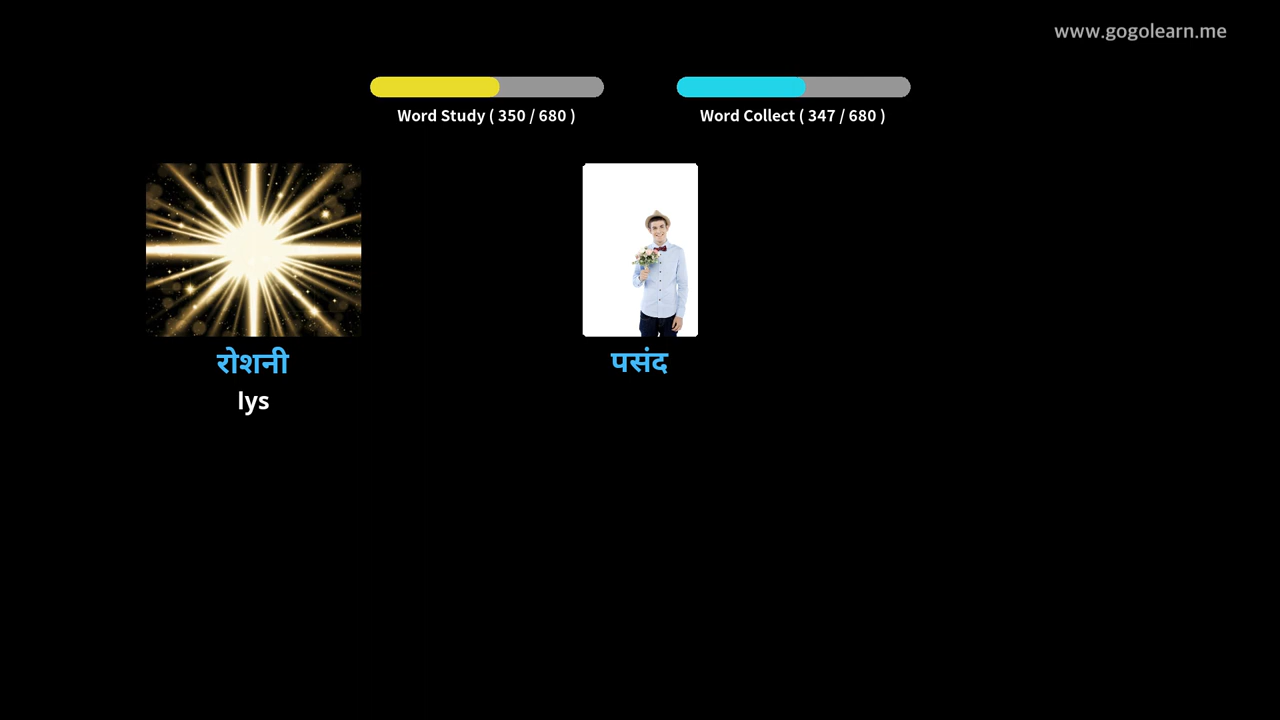 www.gogolearn.me
Word Study ( 350 / 680 )
Word Collect ( 347 / 680 )
रोशनी
lys
पसंद